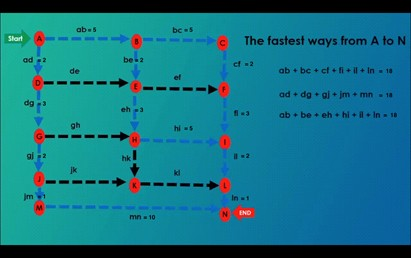 Start
A
ab = 5
B
bc = 5
C
The fastest ways from A to N
ad = 2
be = 2
cf = 2
ab + bc + cf + fi + il + ln = 18
D
de
E
ef
F
ad + dg + gj + jm + mn = 18
dg = 3
eh = 3
fi = 3
ab + be + eh + hi + il + ln = 18
G
gh
H
hi = 5
I
gj = 2
hk
il = 2
J
jk
K
kl
L
jm
M
mn = 10
ln = 1
N
END